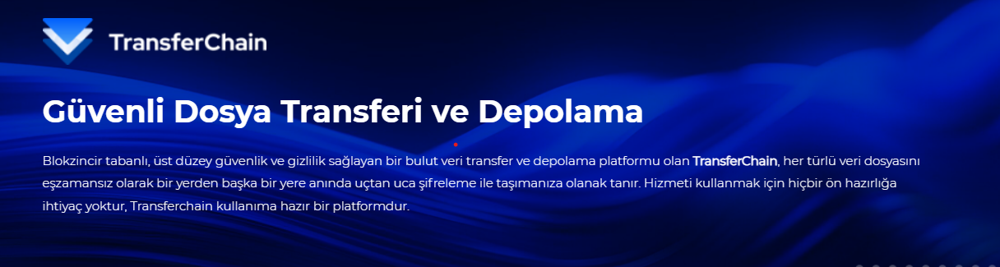 TransferChain
Güvenli Dosya Transferi ve Depolama
Blokzincir tabanlı, üst düzey güvenlik ve gizlilik sağlayan bir bulut veri transfer ve depolama platformu olan TransferChain, her türlü veri dosyasını
eşzamansız olarak bir yerden başka bir yere anında uçtan uca şifreleme ile taşımanıza olanak tanır. Hizmeti kullanmak için hiçbir ön hazırlığa
ihtiyaç yoktur, Transferchain kullanıma hazır bir platformdur.